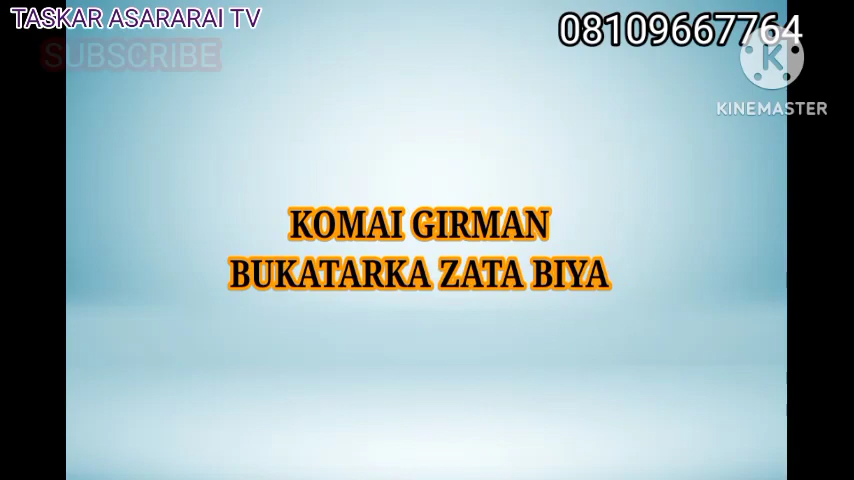 TASKAR ASARARAI TV
08109667764
SUBSCRIBE
K
KINEMASTER
KOMAI GIRMAN
BUKATARKA ZATA BIYA